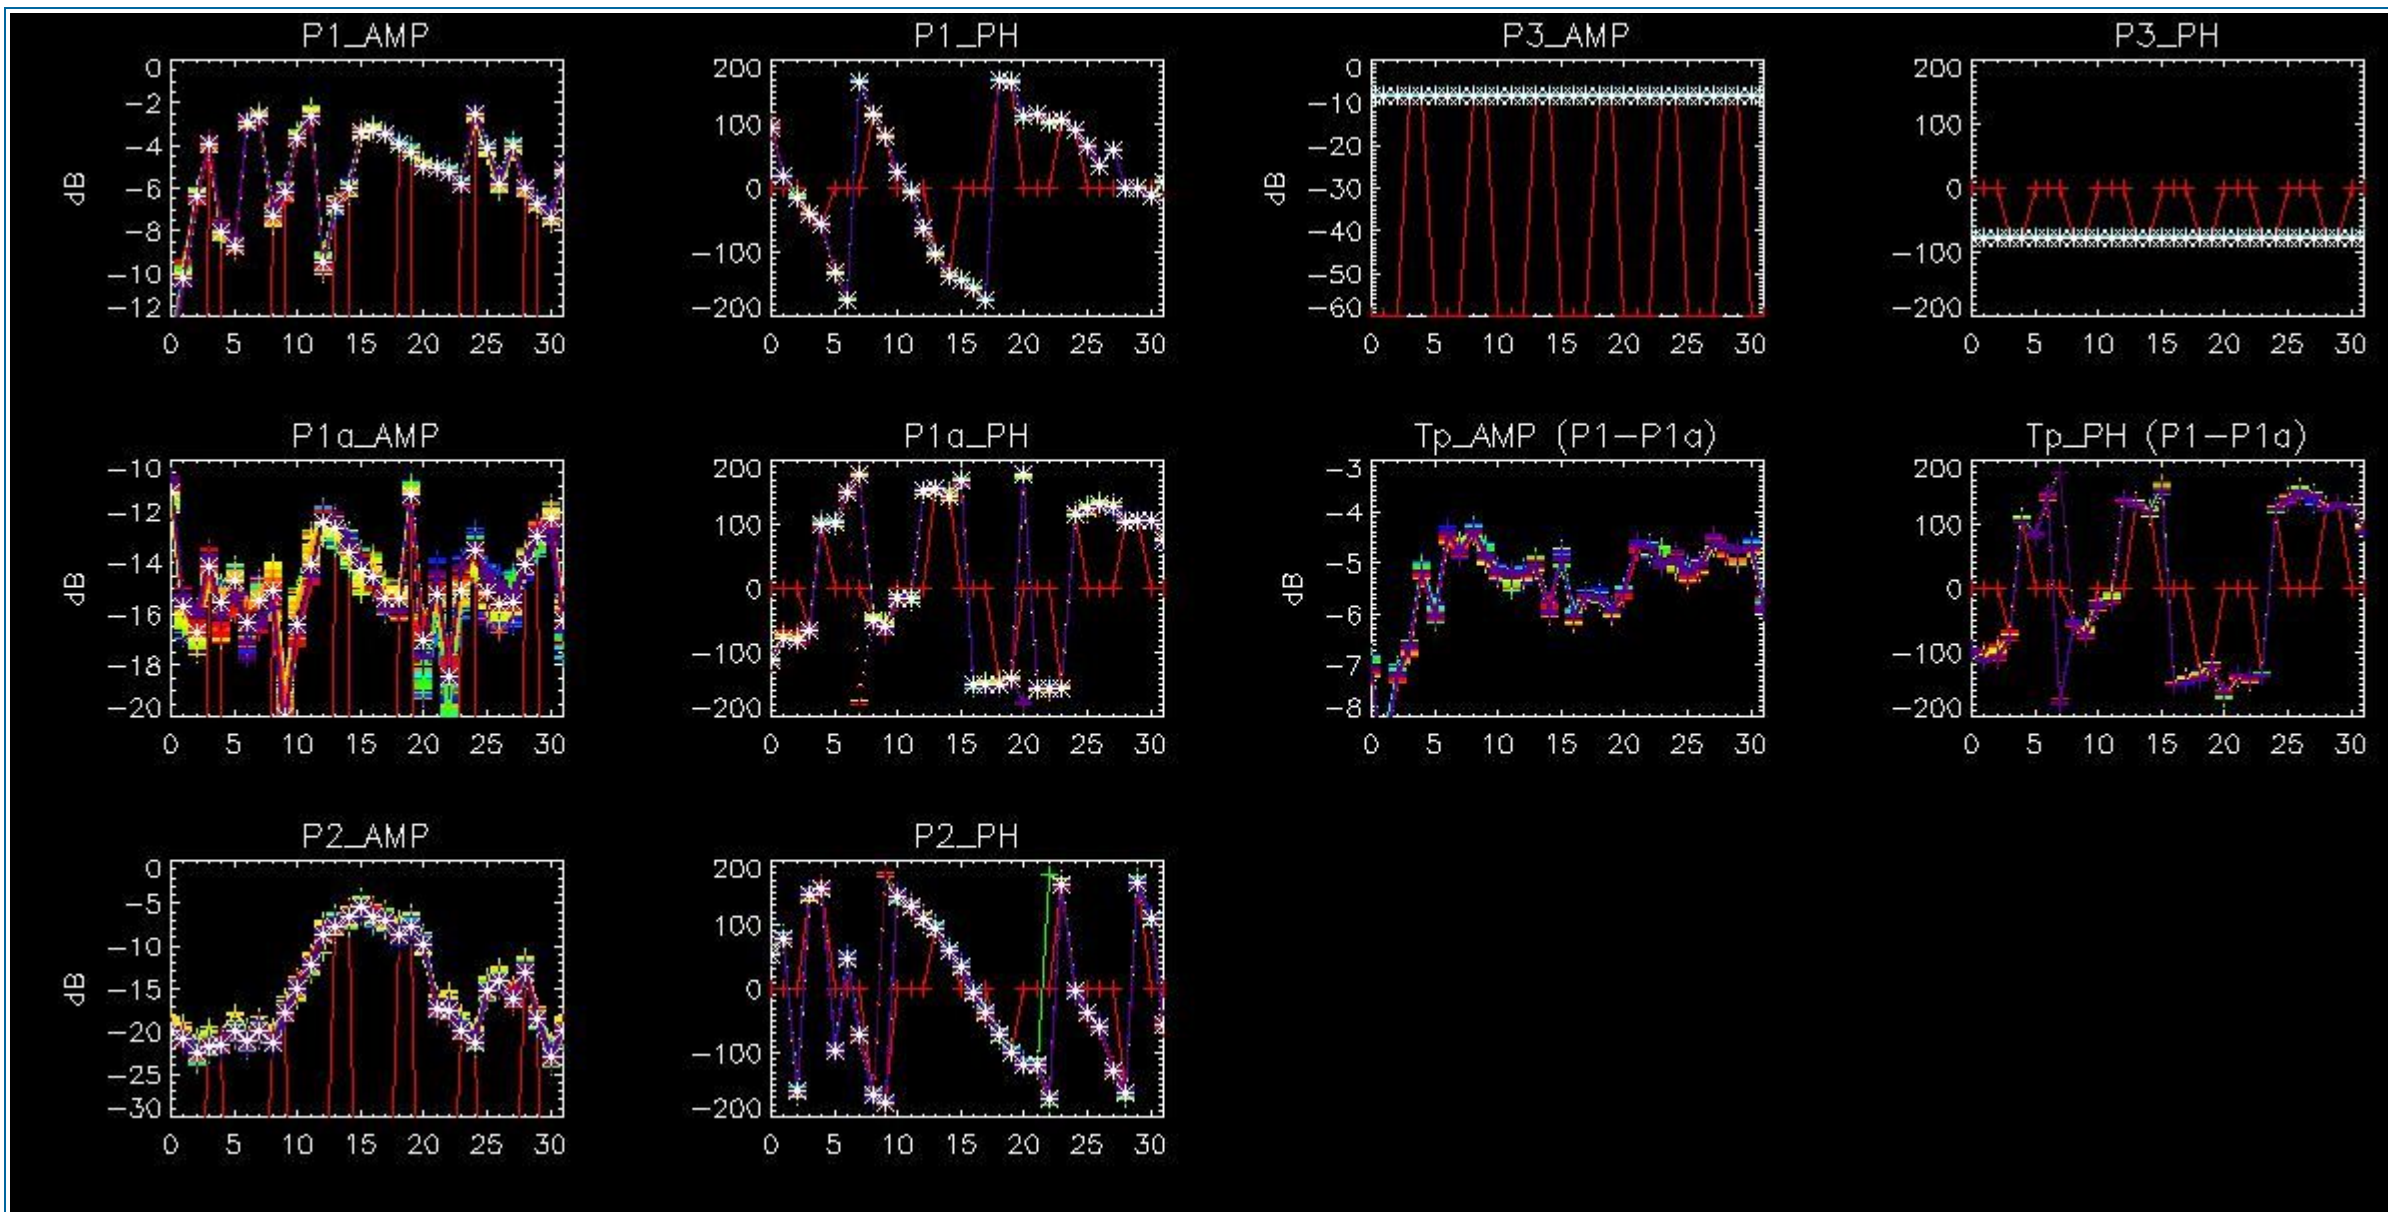 P1_AMP
dB
0
−2
−4
−6
−8
−10
−12
0 5 10 15 20 25 30
P1_PH
200
100
0
−100
−200
0 5 10 15 20 25 30
P3_AMP
dB
0
−10
−20
−30
−40
−50
−60
0 5 10 15 20 25 30
P3_PH
200
100
0
−100
−200
0 5 10 15 20 25 30
P1a_AMP
dB
−10
−12
−14
−16
−18
−20
0 5 10 15 20 25 30
P1a_PH
200
100
0
−100
−200
0 5 10 15 20 25 30
Tp_AMP (P1−P1a)
dB
−3
−4
−5
−6
−7
−8
0 5 10 15 20 25 30
Tp_PH (P1−P1a)
200
100
0
−100
−200
0 5 10 15 20 25 30
P2_AMP
dB
0
−5
−10
−15
−20
−25
−30
0 5 10 15 20 25 30
P2_PH
200
100
0
−100
−200
0 5 10 15 20 25 30